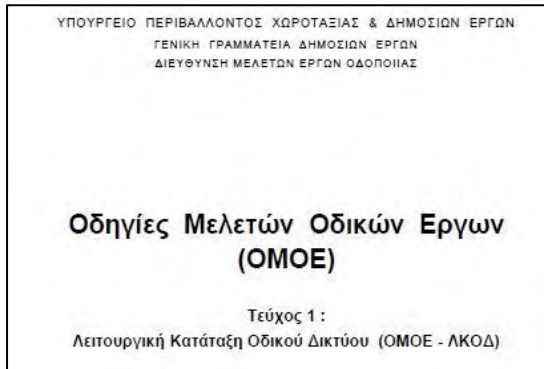 ΥΠΟΥΡΓΕΙΟ ΠΕΡΙΒΑΛΛΟΝΤΟΣ ΧΩΡΟΤΑΞΙΑΣ & ΔΗΜΟΣΙΩΝ ΕΡΓΩΝ
ΓΕΝΙΚΗ ΓΡΑΜΜΑΤΕΙΑ ΔΗΜΟΣΙΩΝ ΕΡΓΩΝ
ΔΙΕΥΘΥΝΣΗ ΜΕΛΕΤΩΝ ΕΡΓΩΝ ΟΔΟΠΟΙΙΑΣ
Οδηγίες Μελετών Οδικών Εργων
(ΟΜΟΕ)
Τεύχος 1 :
Λειτουργική Κατάταξη Οδικού Δικτύου (ΟΜΟΕ - ΛΚΟΔ)